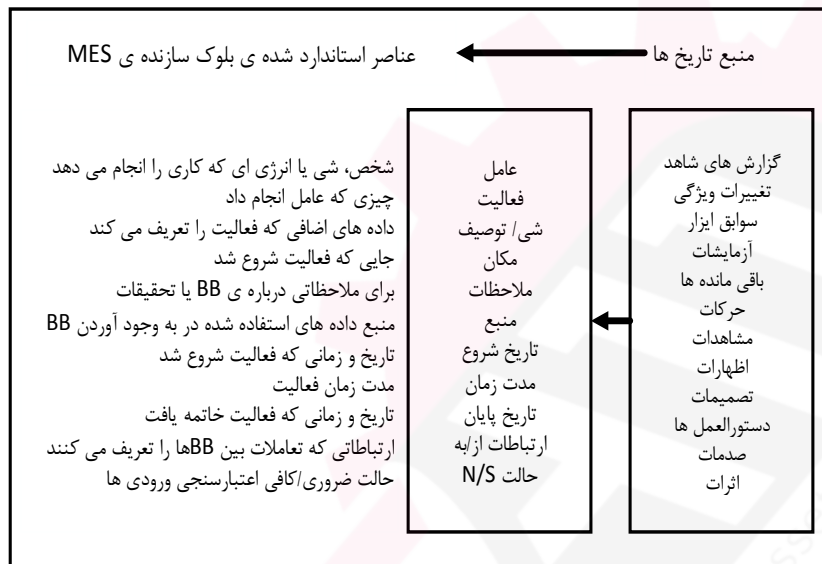 منبع تاریخ ها
عناصر استاندارد شده ی بلوک سازنده ی MES
گزارش های شاهد
تغییرات ویژگی
سوابق ابزار
آزمایشات
باقی مانده ها
حرکات
مشاهدات
اظهارات
تصمیمات
دستورالعمل ها
صدمات
اثرات
عامل
فعالیت
شی/ توصیف
مکان
ملاحظات
منبع
تاریخ شروع
مدت زمان
تاریخ پایان
ارتباطات از/به
حالت N/S
شخص، شی یا انرژی ای که کاری را انجام می دهد
چیزی که عامل انجام داد
داده های اضافی که فعالیت را تعریف می کند
جایی که فعالیت شروع شد
برای ملاحظاتی درباره ی BB یا تحقیقات
منبع داده های استفاده شده در به وجود آوردن BB
تاریخ و زمانی که فعالیت شروع شد
مدت زمان فعالیت
تاریخ و زمانی که فعالیت خاتمه یافت
ارتباطاتی که تعاملات بین BBها را تعریف می کنند
حالت ضروری/کافی اعتبارسنجی ورودی ها